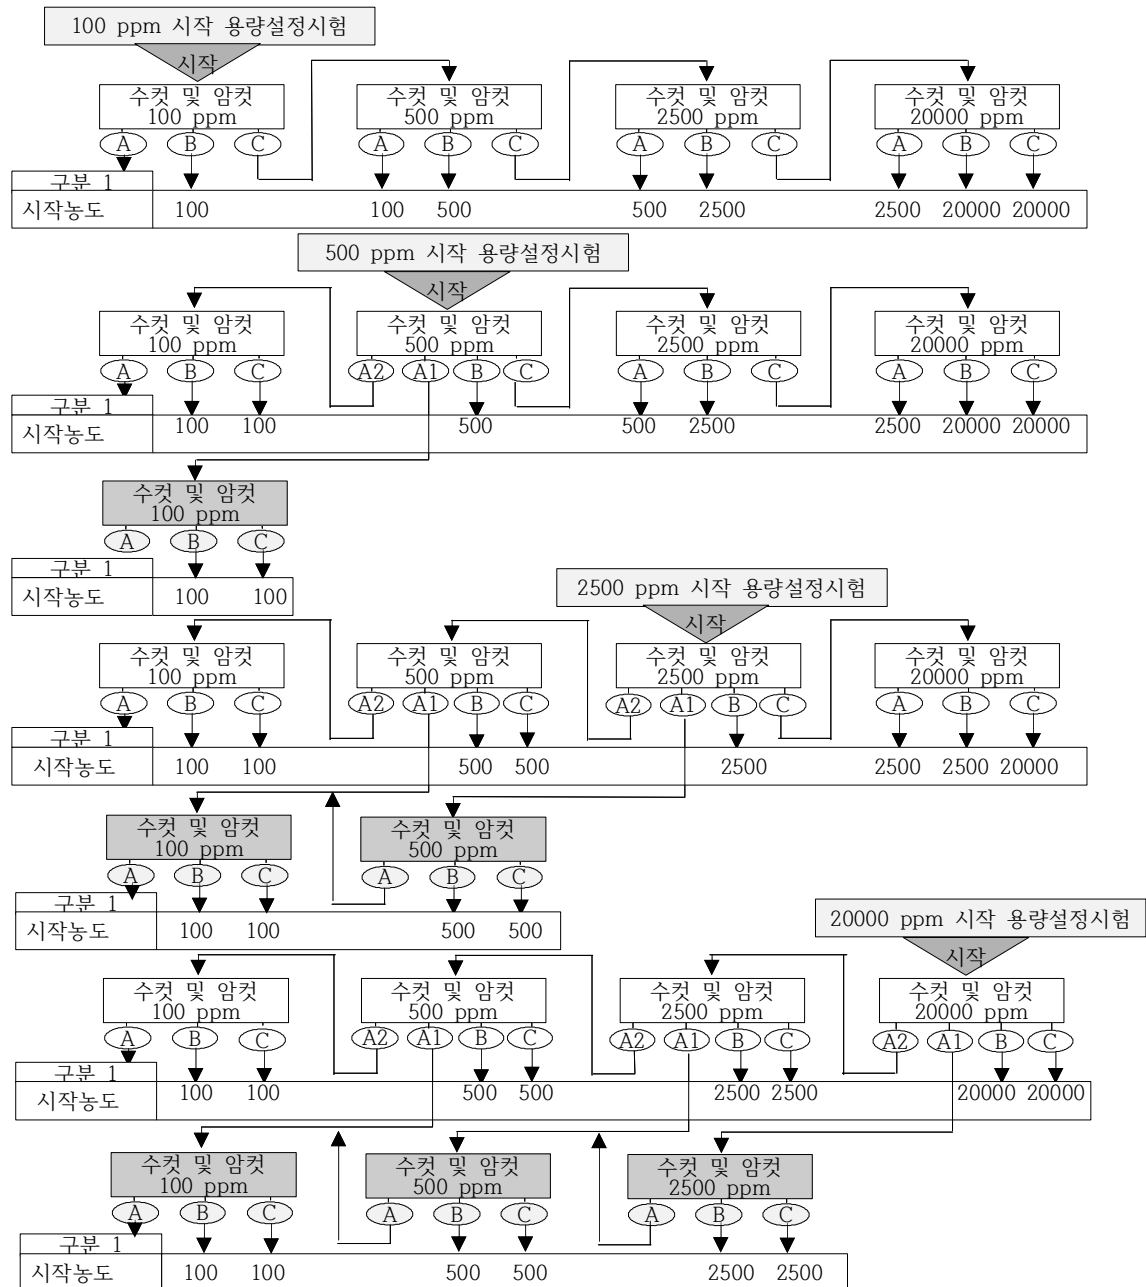 100 ppm 시작 용량설정시험
시작
수컷 및 암컷 수컷 및 암컷 수컷 및 암컷 수컷 및 암컷
100 ppm 500 ppm 2500 ppm 20000 ppm
A B C A B C A B C A B C
구분 1
시작농도 100 100 500 500 2500 2500 20000 20000
500 ppm 시작 용량설정시험
시작
수컷 및 암컷 수컷 및 암컷 수컷 및 암컷 수컷 및 암컷
100 ppm 500 ppm 2500 ppm 20000 ppm
A B C A2 A1 B C A B C A B C
구분 1
시작농도 100 100 500 500 2500 2500 20000 20000
수컷 및 암컷
100 ppm
A B C
구분 1
시작농도 100 100
2500 ppm 시작 용량설정시험
시작
수컷 및 암컷 수컷 및 암컷 수컷 및 암컷 수컷 및 암컷
100 ppm 500 ppm 2500 ppm 20000 ppm
A B C A2 A1 B C A2 A1 B C A B C
구분 1
시작농도 100 100 500 500 2500 2500 2500 20000
수컷 및 암컷 수컷 및 암컷
100 ppm 500 ppm
A B C A B C
구분 1
시작농도 100 100 500 500
20000 ppm 시작 용량설정시험
시작
수컷 및 암컷 수컷 및 암컷 수컷 및 암컷 수컷 및 암컷
100 ppm 500 ppm 2500 ppm 20000 ppm
A B C A2 A1 B C A2 A1 B C A2 A1 B C
구분 1
시작농도 100 100 500 500 2500 2500 20000 20000
수컷 및 암컷 수컷 및 암컷 수컷 및 암컷
100 ppm 500 ppm 2500 ppm
A B C A B C A B C
구분 1
시작농도 100 100 500 500 2500 2500